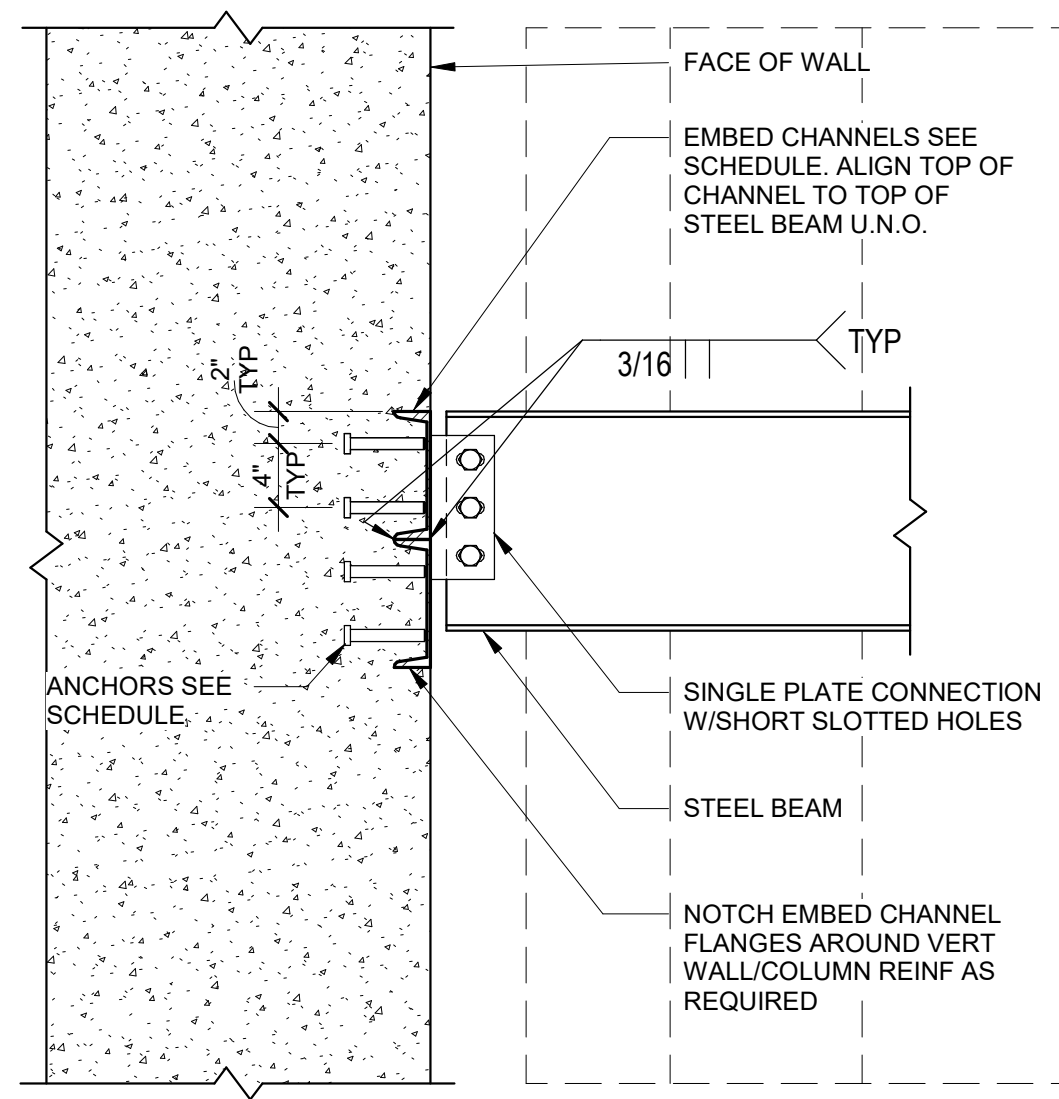 FACE OF WALL
EMBED CHANNELS SEE
SCHEDULE. ALIGN TOP OF
CHANNEL TO TOP OF
STEEL BEAM U.N.O.
3/16
TYP
2"
TYP
4"
TYP
ANCHORS SEE
SCHEDULE
SINGLE PLATE CONNECTION
W/SHORT SLOTTED HOLES
STEEL BEAM
NOTCH EMBED CHANNEL
FLANGES AROUND VERT
WALL/COLUMN REINF AS
REQUIRED